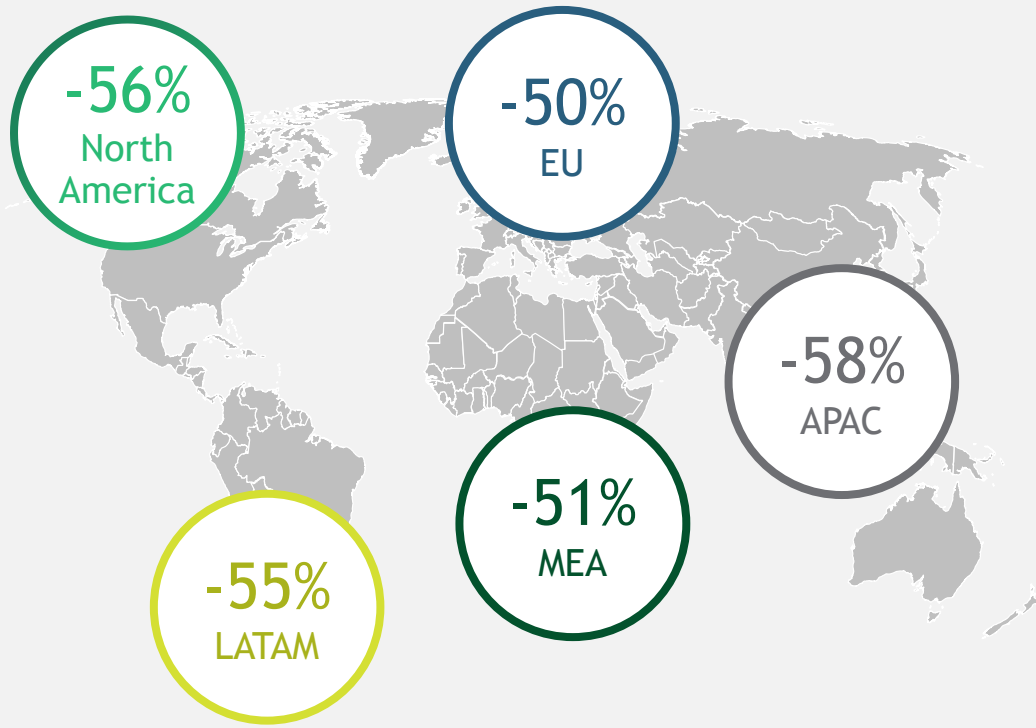 -56%
North
America
-50%
EU
-58%
APAC
-51%
MEA
-55%
LATAM